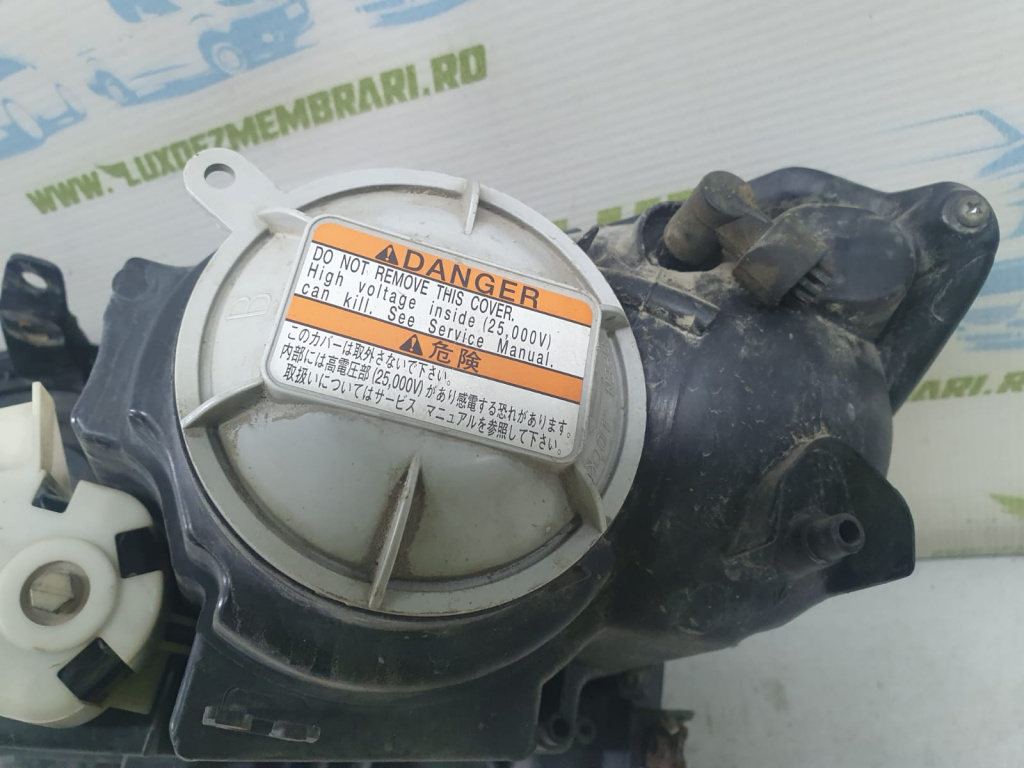 WWW.LUXDEZMEMBRARI.RO
DANGER
DO NOT REMOVE THIS COVER.
High voltage inside (25,000V)
can kill. See Service Manual.
危険
このカバーは取外さないで下さい。
内部には高電圧部(25,000V)があり感電する恐れがあります。
取扱いについてはサービス マニュアルを参照して下さい。